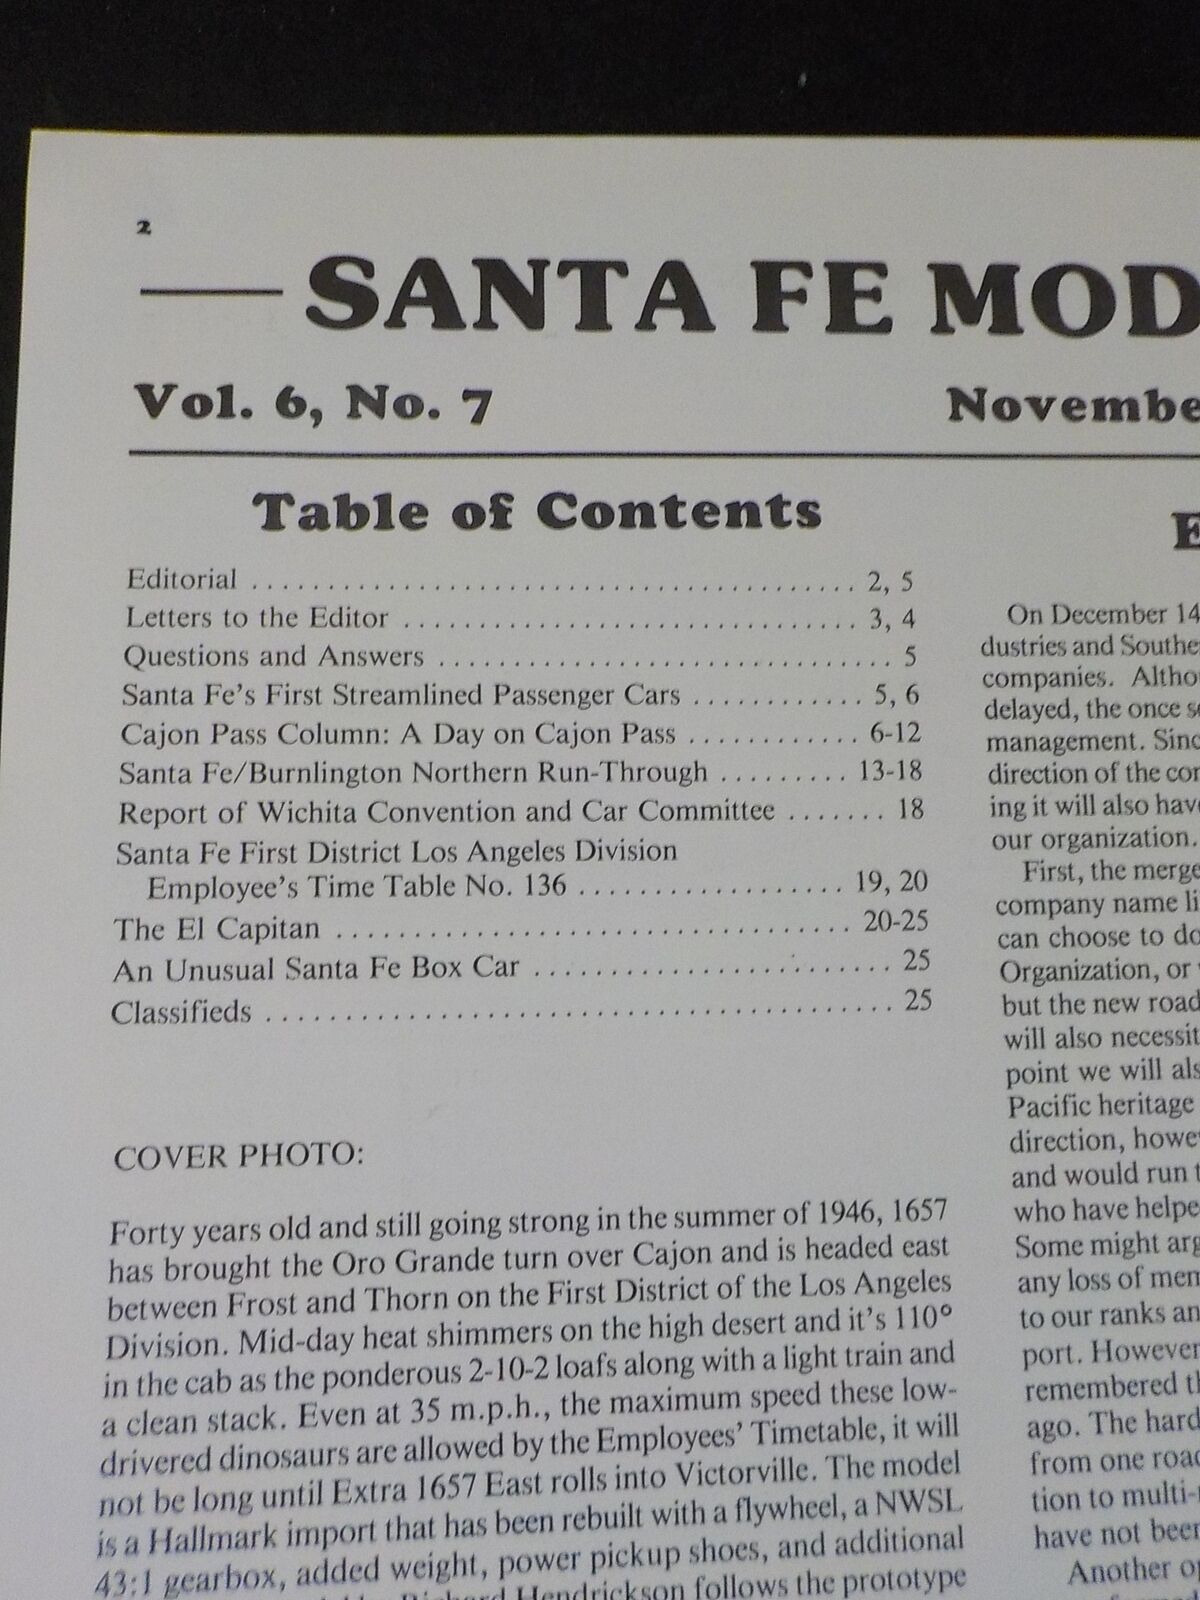 2
SANTA FE MOD
Vol. 6, No. 7
Novembe
Table of Contents
Editorial . . . . . . . . . . . . . . . . . . . . . . . . . . . . . . . . . . . . . . . . 2, 5
Letters to the Editor . . . . . . . . . . . . . . . . . . . . . . . . . . . . . . 3, 4
Questions and Answers . . . . . . . . . . . . . . . . . . . . . . . . . . . . . . 5
Santa Fe's First Streamlined Passenger Cars . . . . . . . . . . . . 5, 6
Cajon Pass Column: A Day on Cajon Pass . . . . . . . . . . . . 6-12
Santa Fe/Burnlington Northern Run-Through . . . . . . . . . 13-18
Report of Wichita Convention and Car Committee . . . . . . . 18
Santa Fe First District Los Angeles Division
Employee's Time Table No. 136 . . . . . . . . . . . . . . . . . . 19, 20
The El Capitan . . . . . . . . . . . . . . . . . . . . . . . . . . . . . . . . . . 20-25
An Unusual Santa Fe Box Car . . . . . . . . . . . . . . . . . . . . . . . . 25
Classifieds . . . . . . . . . . . . . . . . . . . . . . . . . . . . . . . . . . . . . . . . . 25
COVER PHOTO:
Forty years old and still going strong in the summer of 1946, 1657
has brought the Oro Grande turn over Cajon and is headed east
between Frost and Thorn on the First District of the Los Angeles
Division. Mid-day heat shimmers on the high desert and it's 110°
in the cab as the ponderous 2-10-2 loafs along with a light train and
a clean stack. Even at 35 m.p.h., the maximum speed these low-
drivered dinosaurs are allowed by the Employees' Timetable, it will
not be long until Extra 1657 East rolls into Victorville. The model
is a Hallmark import that has been rebuilt with a flywheel, a NWSL
43:1 gearbox, added weight, power pickup shoes, and additional
Richard Hendrickson follows the prototype
E
On December 14
dustries and Southe
companies. Altho
delayed, the once s
management. Sinc
direction of the cor
ing it will also have
our organization.
First, the merge
company name li
can choose to do
Organization, or
but the new road
will also necessit
point we will als
Pacific heritage
direction, howe
and would run t
who have helpe
Some might arg
any loss of mem
to our ranks an
port. However
remembered th
ago. The hard
from one road
tion to multi-
have not been
Another op